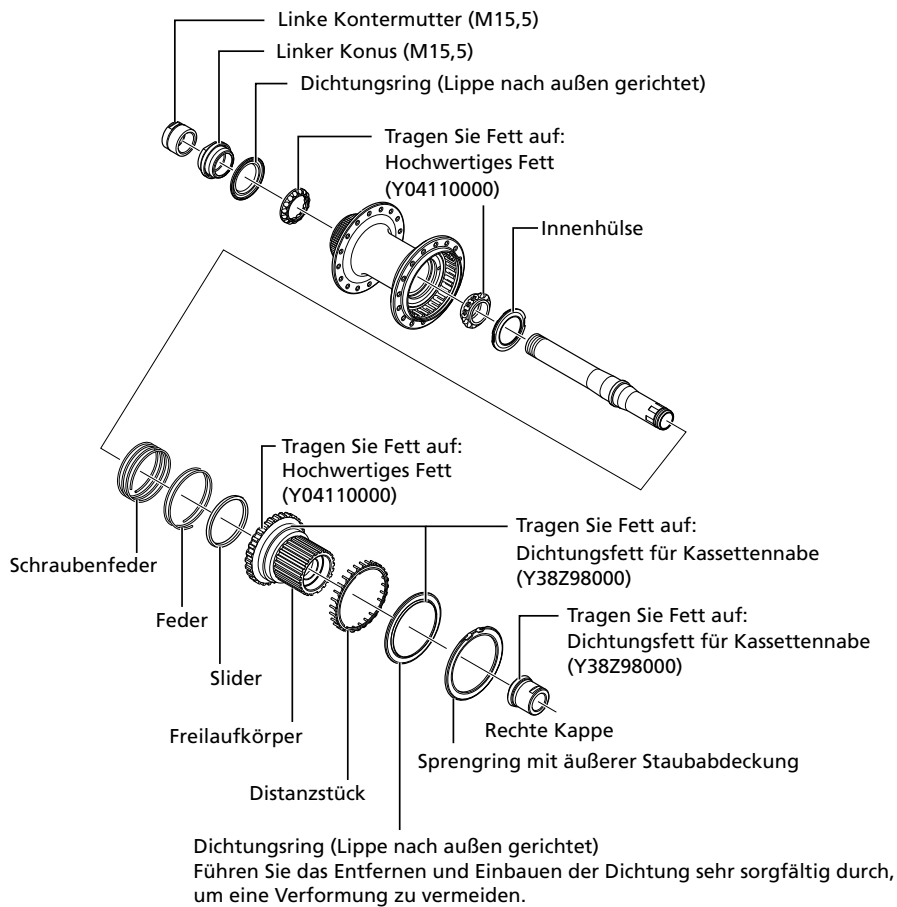 Linke Kontermutter (M15,5)
Linker Konus (M15,5)
Dichtungsring (Lippe nach außen gerichtet)
Tragen Sie Fett auf:
Hochwertiges Fett
(Y04110000)
Innenhülse
Tragen Sie Fett auf:
Hochwertiges Fett
(Y04110000)
Tragen Sie Fett auf:
Dichtungsfett für Kassettennabe
(Y38Z98000)
Schraubenfeder
Feder
Tragen Sie Fett auf:
Dichtungsfett für Kassettennabe
(Y38Z98000)
Slider
Freilaufkörper
Rechte Kappe
Sprengring mit äußerer Staubabdeckung
Distanzstück
Dichtungsring (Lippe nach außen gerichtet)
Führen Sie das Entfernen und Einbauen der Dichtung sehr sorgfältig durch,
um eine Verformung zu vermeiden.